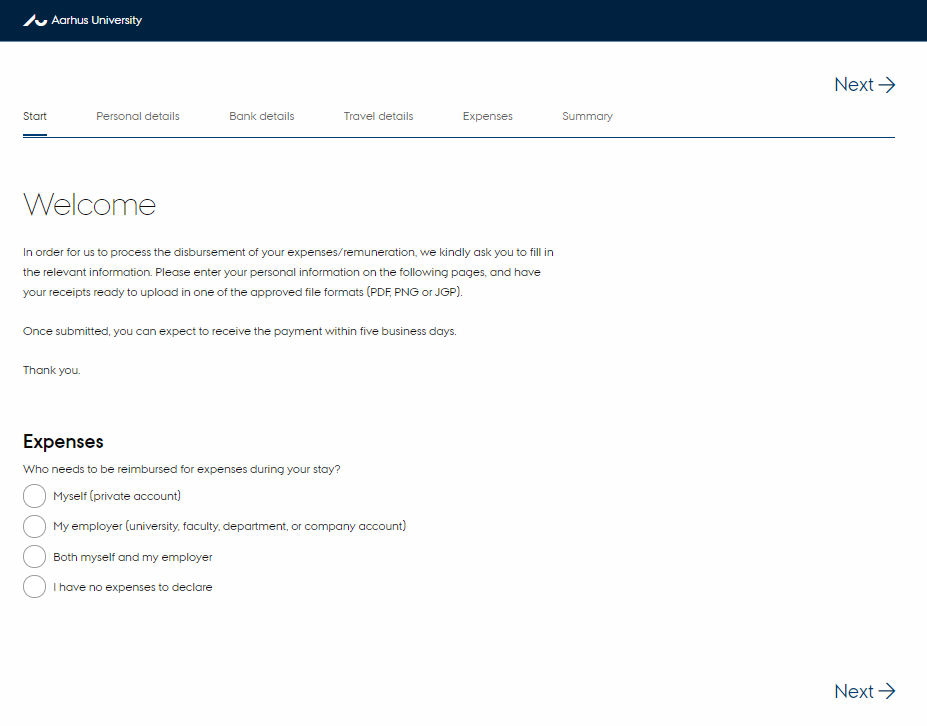 Aarhus University
Next →
Start Personal details Bank details Travel details Expenses Summary
Welcome
In order for us to process the disbursement of your expenses/remuneration, we kindly ask you to fill in
the relevant information. Please enter your personal information on the following pages, and have
your receipts ready to upload in one of the approved file formats (PDF, PNG or JGP).
Once submitted, you can expect to receive the payment within five business days.
Thank you.
Expenses
Who needs to be reimbursed for expenses during your stay?
Myself (private account)
My employer (university, faculty, department, or company account)
Both myself and my employer
I have no expenses to declare
Next →